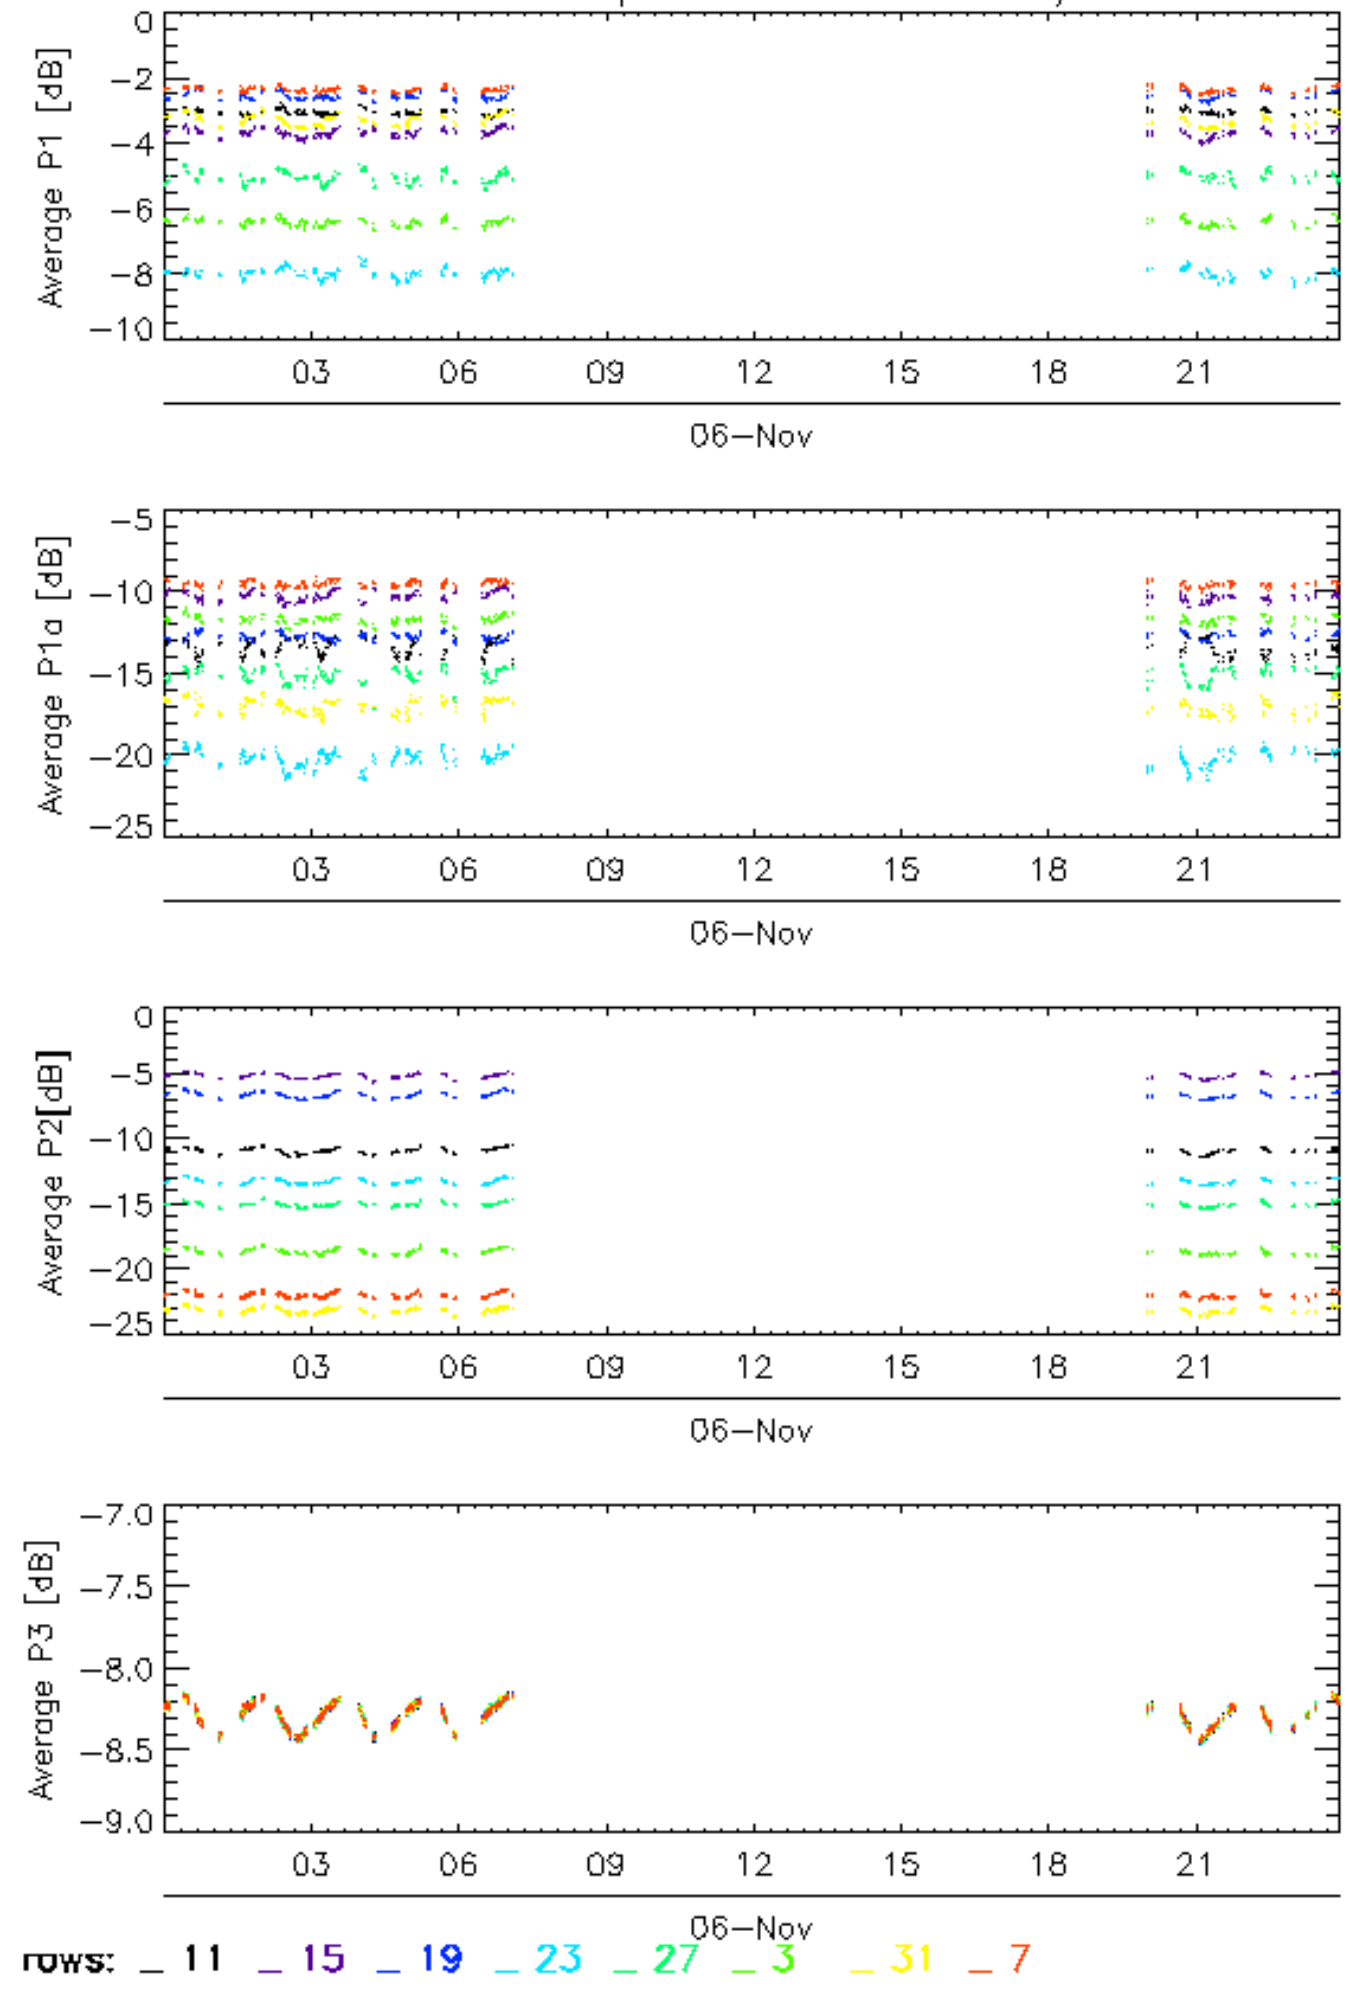 0
−2
−4
−6
−8
−10
Average P1 [dB]
03 06 09 12 15 18 21
06−Nov
−5
−10
−15
−20
−25
Average P1a [dB]
03 06 09 12 15 18 21
06−Nov
0
−5
−10
−15
−20
−25
Average P2[dB]
03 06 09 12 15 18 21
06−Nov
−7.0
−7.5
−8.0
−8.5
−9.0
Average P3 [dB]
03 06 09 12 15 18 21
06−Nov
rows: _ 11 _ 15 _ 19 _ 23 _ 27 _ 3 _ 31 _ 7